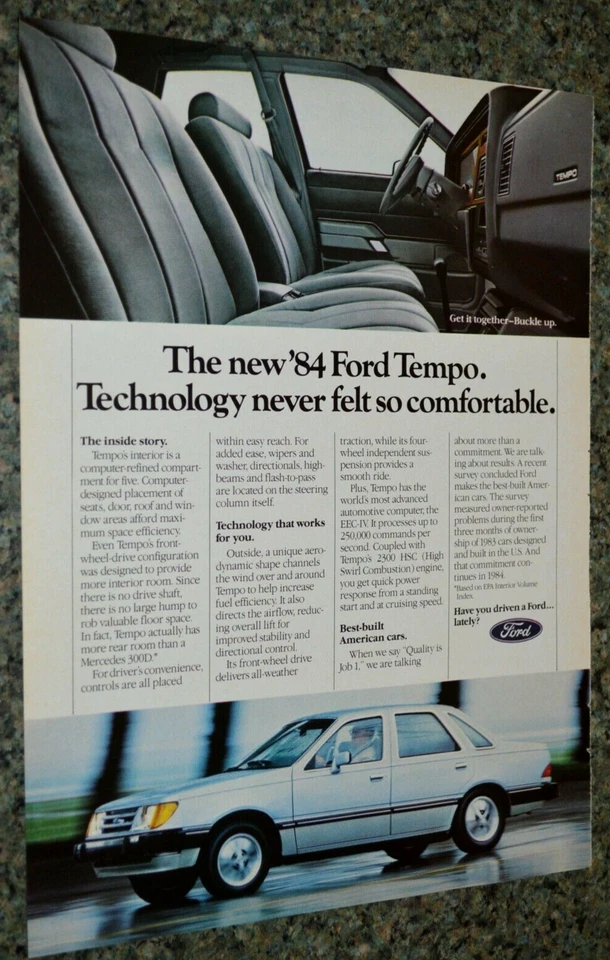 TEMPO
Get it together–Buckle up.
The new '84 Ford Tempo.
Technology never felt so comfortable.
The inside story.
Tempo's interior is a
computer-refined compart-
ment for five. Computer-
designed placement of
seats, door, roof and win-
dow areas afford maxi-
mum space efficiency.
Even Tempo's front-
wheel-drive configuration
was designed to provide
more interior room. Since
there is no drive shaft,
there is no large hump to
rob valuable floor space.
In fact, Tempo actually has
more rear room than a
Mercedes 300D.*
For driver's convenience,
controls are all placed
within easy reach. For
added ease, wipers and
washer, directionals, high-
beams and flash-to-pass
are located on the steering
column itself.
Technology that works
for you.
Outside, a unique aero-
dynamic shape channels
the wind over and around
Tempo to help increase
fuel efficiency. It also
directs the airflow, reduc-
ing overall lift for
improved stability and
directional control.
Its front-wheel drive
delivers all-weather
traction, while its four-
wheel independent sus-
pension provides a
smooth ride.
Plus, Tempo has the
world's most advanced
automotive computer, the
EEC-IV. It processes up to
250,000 commands per
second. Coupled with
Tempo's 2300 HSC (High
Swirl Combustion) engine,
you get quick power
response from a standing
start and at cruising speed.
Best-built
American cars.
When we say "Quality is
Job 1," we are talking
about more than a
commitment. We are talk-
ing about results. A recent
survey concluded Ford
makes the best-built Amer-
ican cars. The survey
measured owner-reported
problems during the first
three months of owner-
ship of 1983 cars designed
and built in the U.S. And
that commitment con-
tinues in 1984.
*Based on EPA Interior Volume
Index.
Have you driven a Ford...
lately?
Ford